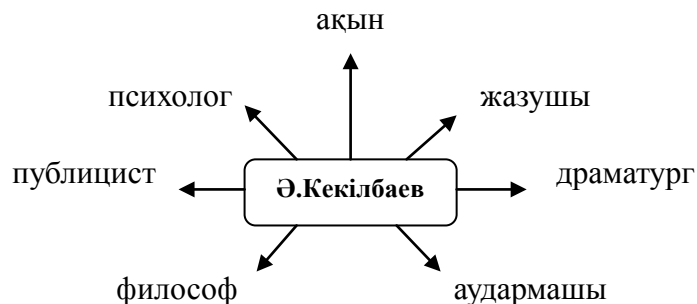 ақын
психолог
жазушы
публицист
Ә.Кекілбаев
драматург
философ
аудармашы